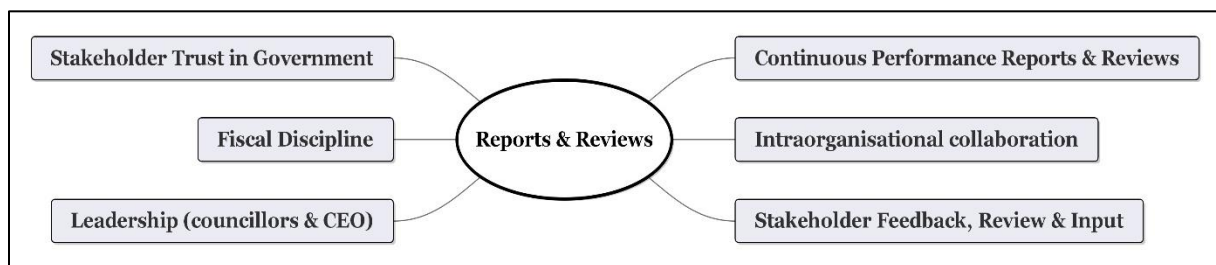 Stakeholder Trust in Government
Continuous Performance Reports & Reviews
Fiscal Discipline
Reports & Reviews
Intraorganisational collaboration
Leadership (councillors & CEO)
Stakeholder Feedback, Review & Input